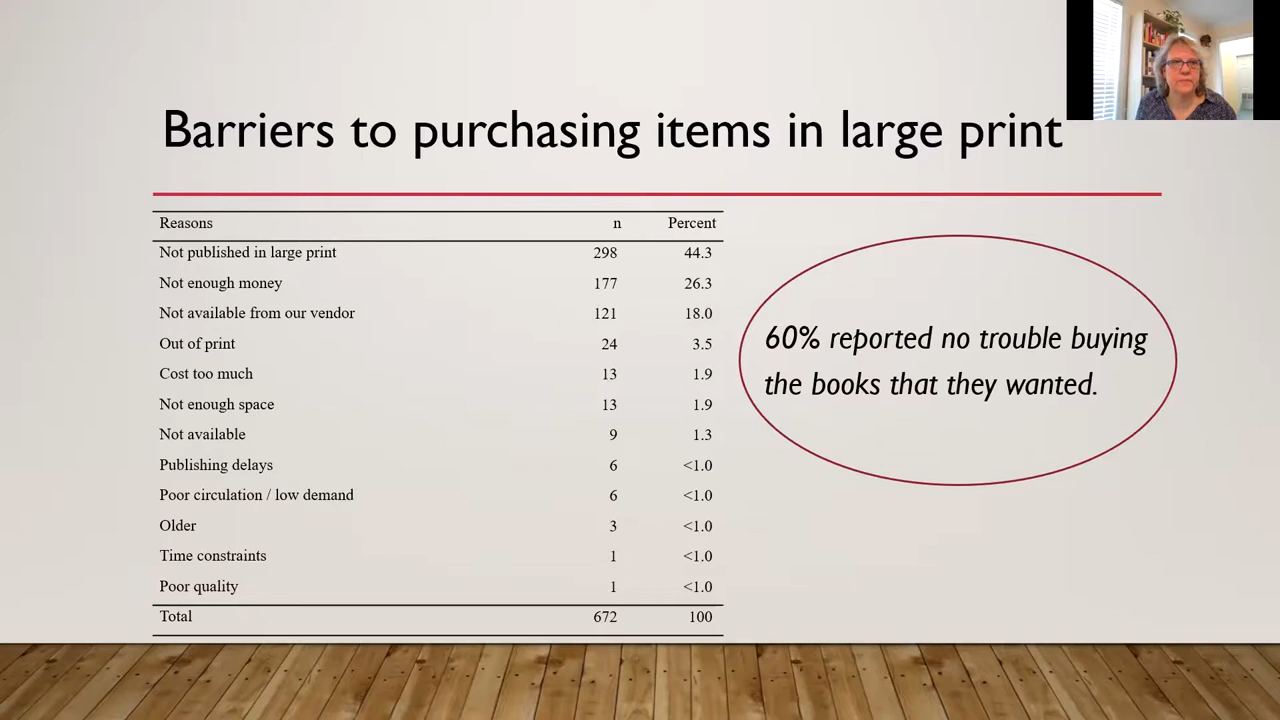 Barriers to purchasing items in large print
Reasons n Percent
Not published in large print 298 44.3
Not enough money 177 26.3
Not available from our vendor 121 18.0
Out of print 24 3.5
Cost too much 13 1.9
Not enough space 13 1.9
Not available 9 1.3
Publishing delays 6 <1.0
Poor circulation / low demand 6 <1.0
Older 3 <1.0
Time constraints 1 <1.0
Poor quality 1 <1.0
Total 672 100
60% reported no trouble buying
the books that they wanted.